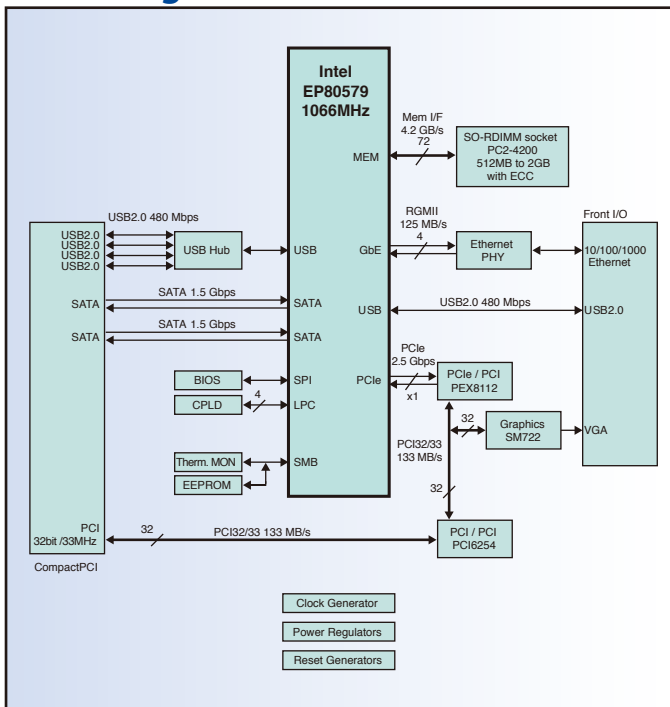 Intel
EP80579
1066MHz
Mem I/F
4.2 GB/s
72
MEM
SO-RDIMM socket
PC2-4200
512MB to 2GB
with ECC
USB2.0 480 Mbps
USB2.0
USB2.0
USB2.0
USB2.0
USB Hub
USB
RGMII
125 MB/s
4
GbE
Ethernet
PHY
Front I/O
10/100/1000
Ethernet
SATA 1.5 Gbps
SATA
SATA
SATA 1.5 Gbps
SATA
SATA
USB
USB2.0 480 Mbps
USB2.0
BIOS
SPI
CPLD
4
LPC
PCIe
2.5 Gbps
PCIe
x1
PCIe / PCI
PEX8112
32
Graphics
SM722
VGA
PCI32/33
133 MB/s
32
Therm. MON
SMB
EEPROM
PCI
32bit /33MHz
32
PCI32/33 133 MB/s
PCI / PCI
PCI6254
CompactPCI
Clock Generator
Power Regulators
Reset Generators